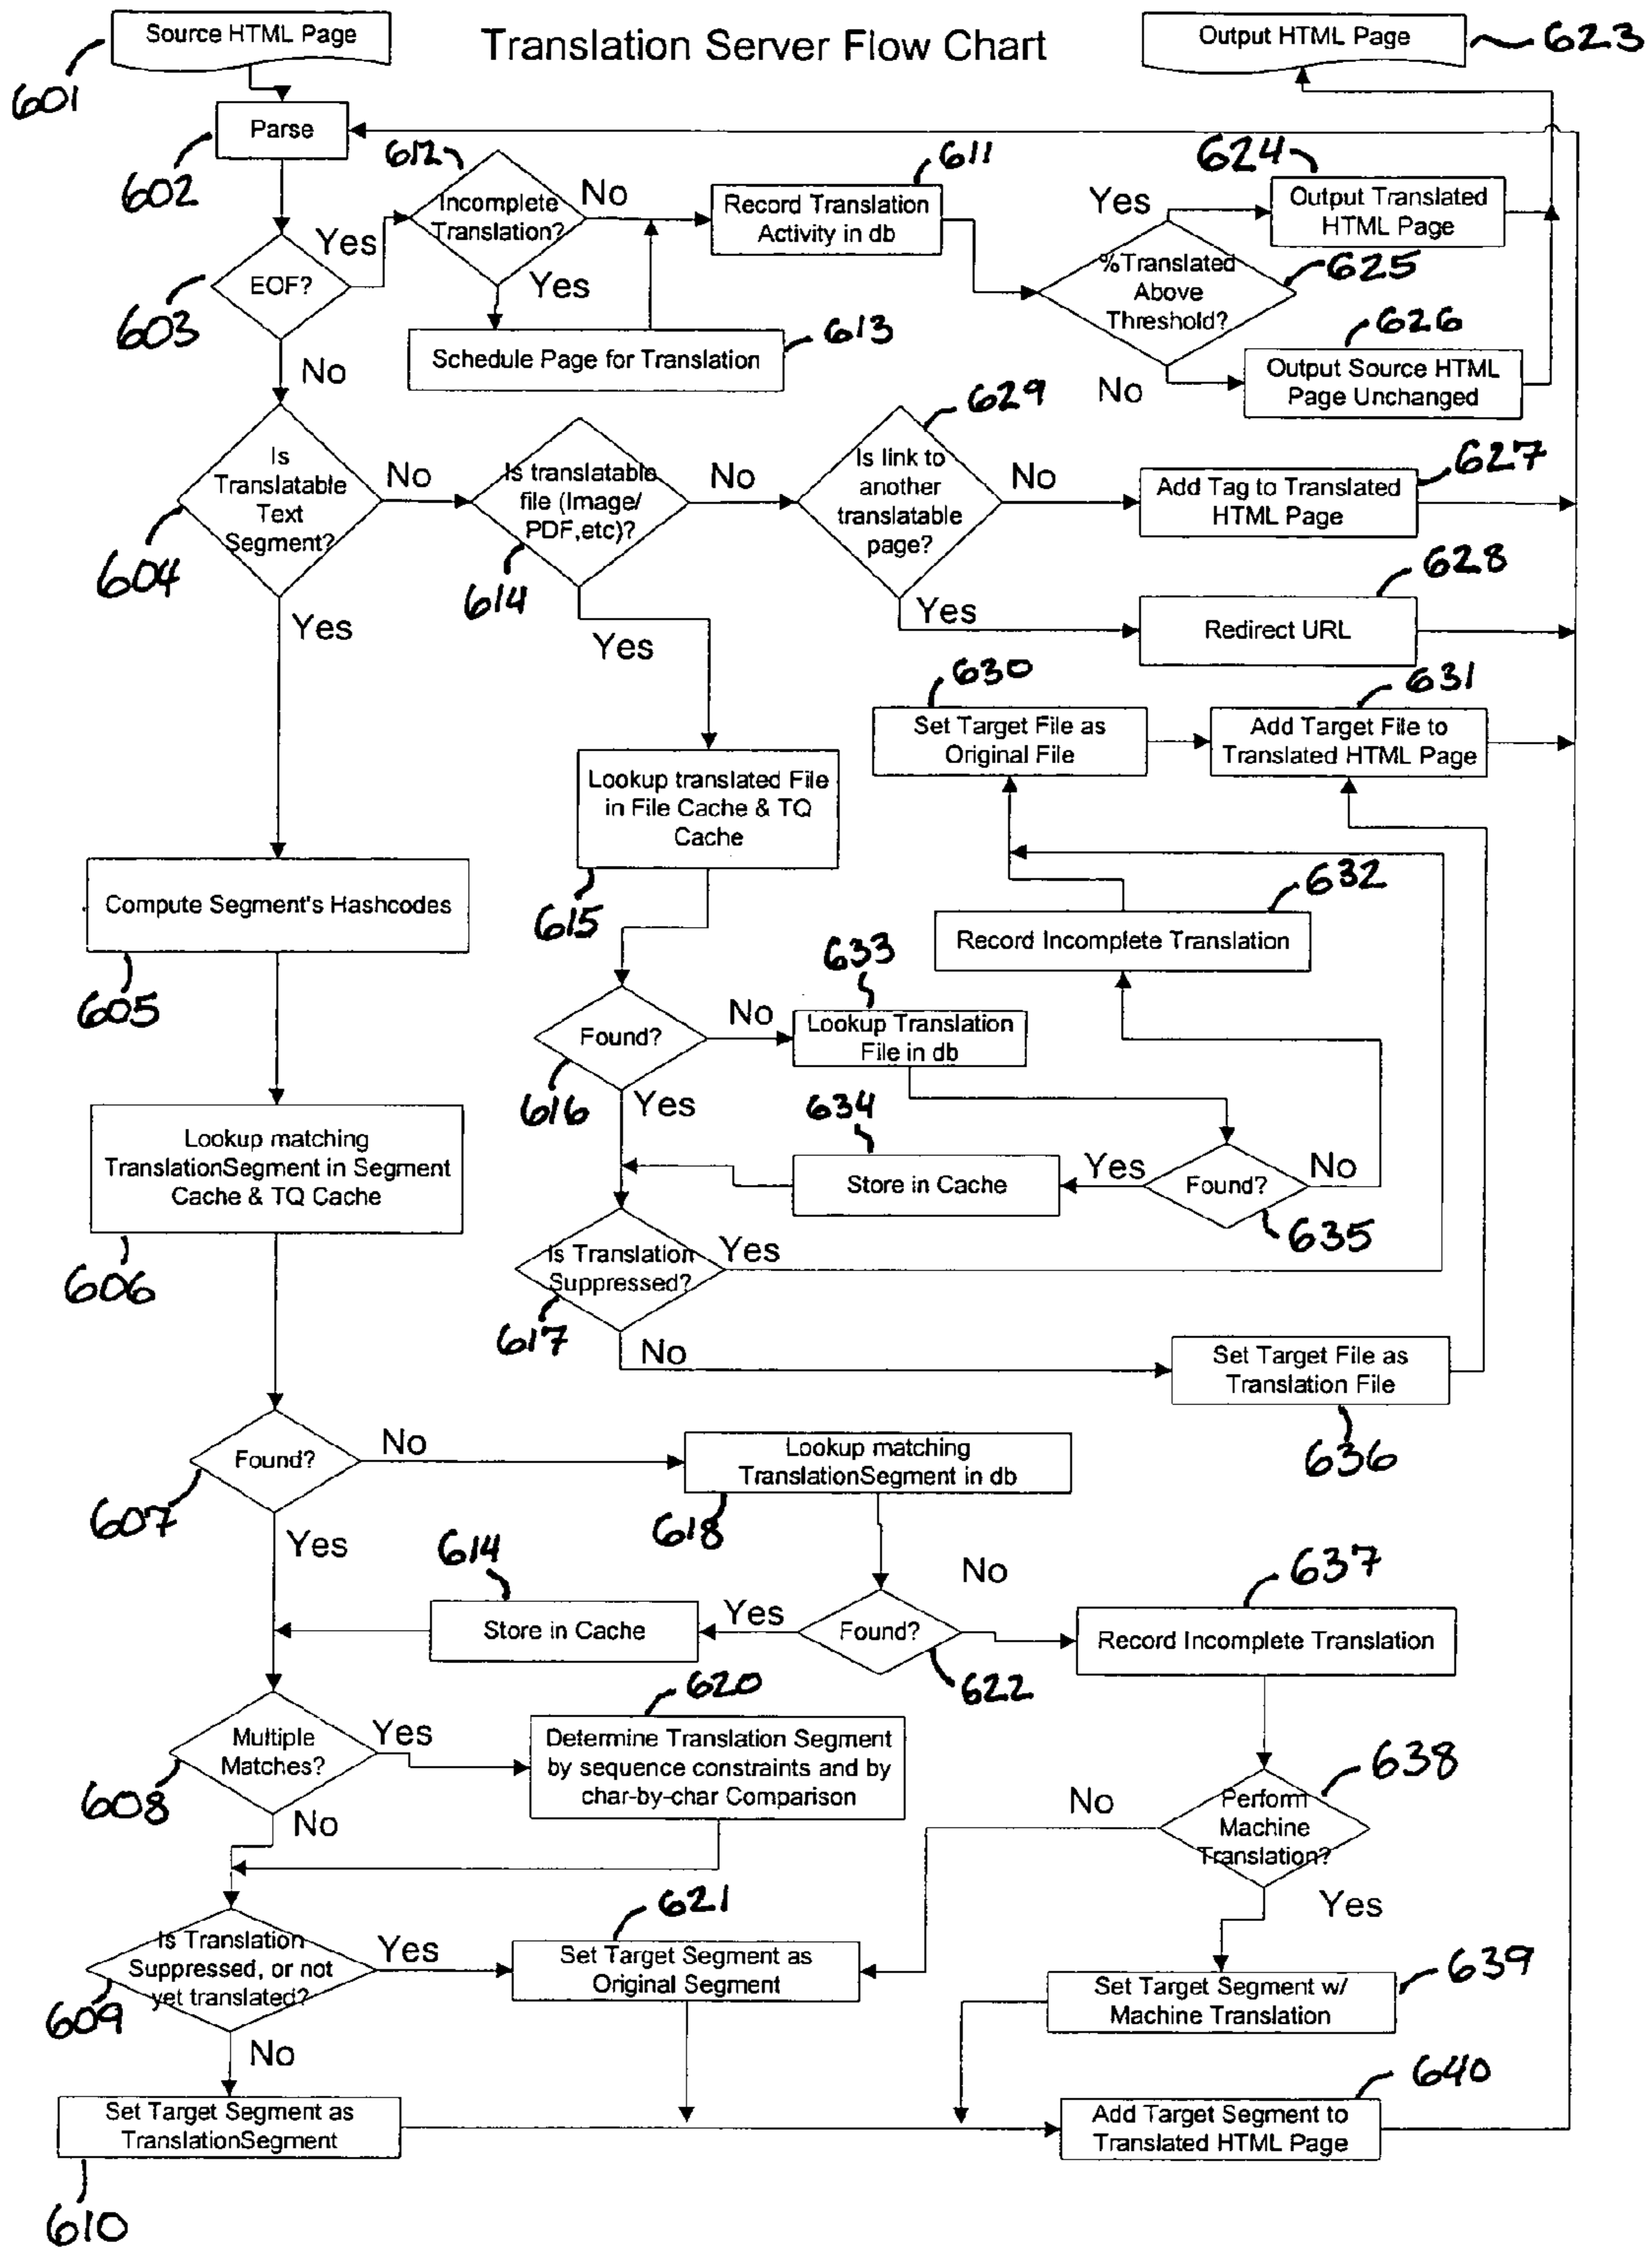 Source HTML Page
Translation Server Flow Chart
Output HTML Page
623
601
Parse
602
612
611
624
Incomplete
Translation?
No
Record Translation
Activity in db
Yes
Output Translated
HTML Page
Yes
EOF?
603
Yes
%Translated
Above
Threshold?
625
613
Schedule Page for Translation
626
Output Source HTML
Page Unchanged
No
No
629
Is
Translatable
Text
Segment?
604
No
Is translatable
file (Image/
PDF,etc)?
614
No
Is link to
another
translatable
page?
No
627
Add Tag to Translated
HTML Page
628
Yes
Redirect URL
Yes
Yes
630
631
Set Target File as
Original File
Add Target File to
Translated HTML Page
Lookup translated File
in File Cache & TQ
Cache
615
632
Record Incomplete Translation
Compute Segment's Hashcodes
605
633
Found?
616
No
Lookup Translation
File in db
Yes
634
Store in Cache
Yes
Found?
No
635
Lookup matching
TranslationSegment in Segment
Cache & TQ Cache
606
Is Translation
Suppressed?
617
Yes
No
Set Target File as
Translation File
636
Found?
607
No
Lookup matching
TranslationSegment in db
618
Yes
614
Store in Cache
Yes
Found?
622
No
637
Record Incomplete Translation
620
Multiple
Matches?
608
Yes
Determine Translation Segment
by sequence constraints and by
char-by-char Comparison
No
638
Perform
Machine
Translation?
No
Yes
621
Is Translation
Suppressed, or not
yet translated?
609
Yes
Set Target Segment as
Original Segment
639
Set Target Segment w/
Machine Translation
No
640
Set Target Segment as
TranslationSegment
610
Add Target Segment to
Translated HTML Page